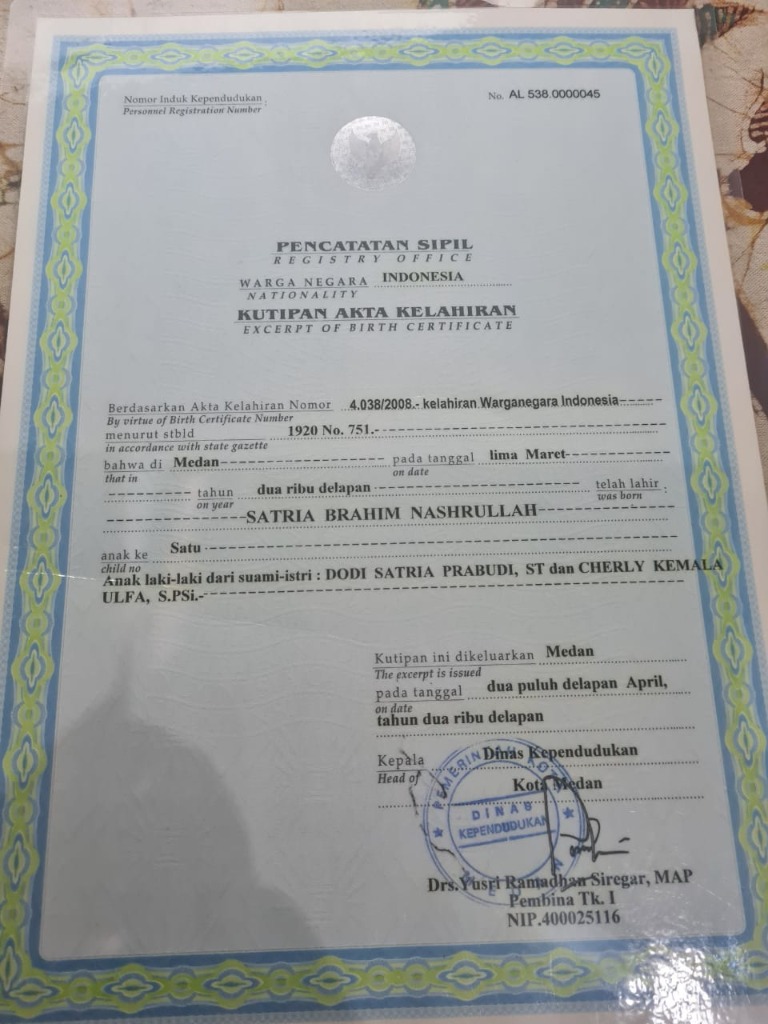 Nomor Induk Kependudukan :
Personnel Registration Number
No. AL 538.0000045
PENCATATAN SIPIL
REGISTRY OFFICE
WARGA NEGARA INDONESIA
NATIONALITY
KUTIPAN AKTA KELAHIRAN
EXCERPT OF BIRTH CERTIFICATE
Berdasarkan Akta Kelahiran Nomor 4.038/2008.- kelahiran Warganegara Indonesia
By virtue of Birth Certificate Number
menurut stbld 1920 No. 751.-
in accordance with state gazette
bahwa di Medan pada tanggal lima Maret
that in on date
tahun dua ribu delapan telah lahir :
on year was born
SATRIA BRAHIM NASHRULLAH
anak ke Satu
child no
Anak laki-laki dari suami-istri : DODI SATRIA PRABUDI, ST dan CHERLY KEMALA
ULFA, S.PSi.-
Kutipan ini dikeluarkan Medan
The excerpt is issued
pada tanggal dua puluh delapan April,
on date
tahun dua ribu delapan
Kepala Dinas Kependudukan
Head of
Kota Medan
PEMERINTAH KOTA
DINAS
KEPENDUDUKAN
MEDAN
Drs.Yusri Ramadhan Siregar, MAP
Pembina Tk. I
NIP.400025116